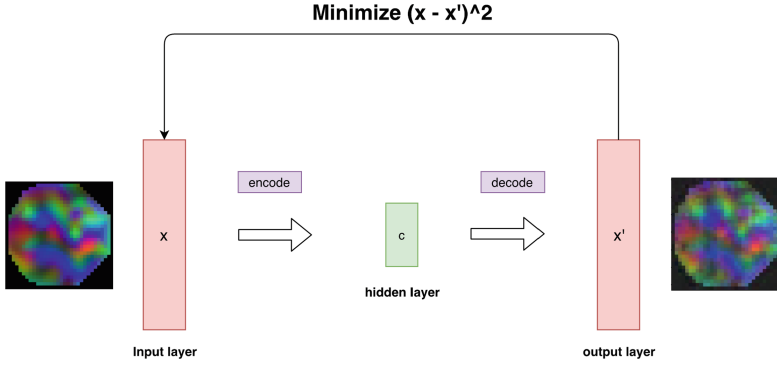 Minimize (x - x')^2
encode
decode
x
c
x'
hidden layer
Input layer
output layer